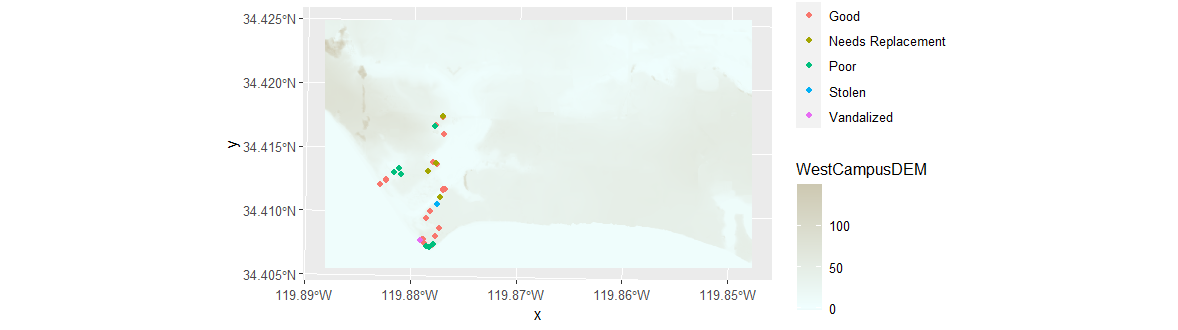 34.425°N
34.420°N
34.415°N
34.410°N
34.405°N
y
119.89°W
119.88°W
119.87°W
119.86°W
119.85°W
x
Good
Needs Replacement
Poor
Stolen
Vandalized
WestCampusDEM
100
50
0